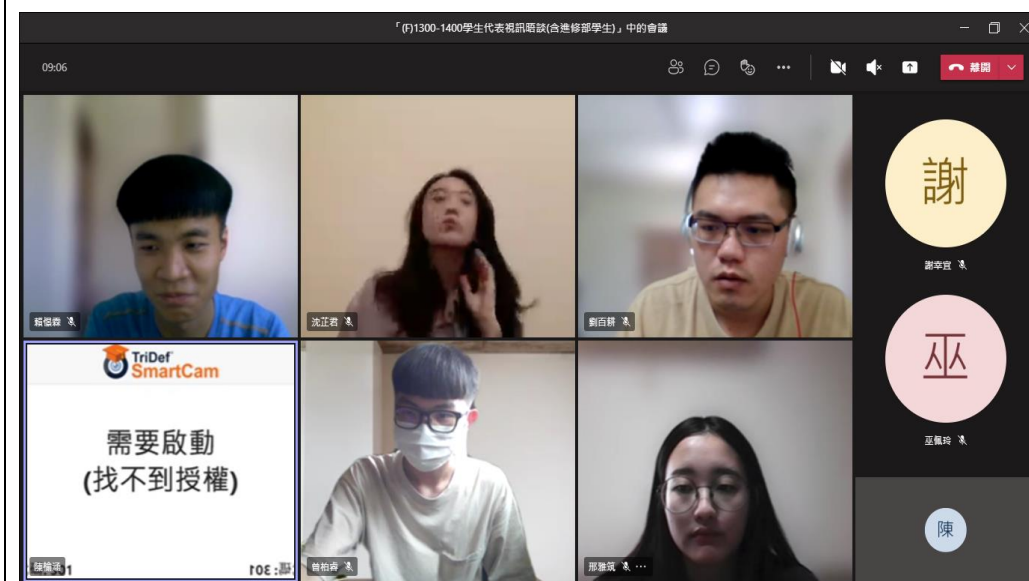 「(F)1300-1400學生代表視訊晤談(含進修部學生)」中的會議
09:06
離開
謝
謝幸宜
沈芷君
劉百耕
巫
巫佩玲
TriDef
SmartCam
需要啟動
(找不到授權)
曾柏睿
邢雅筑
陳